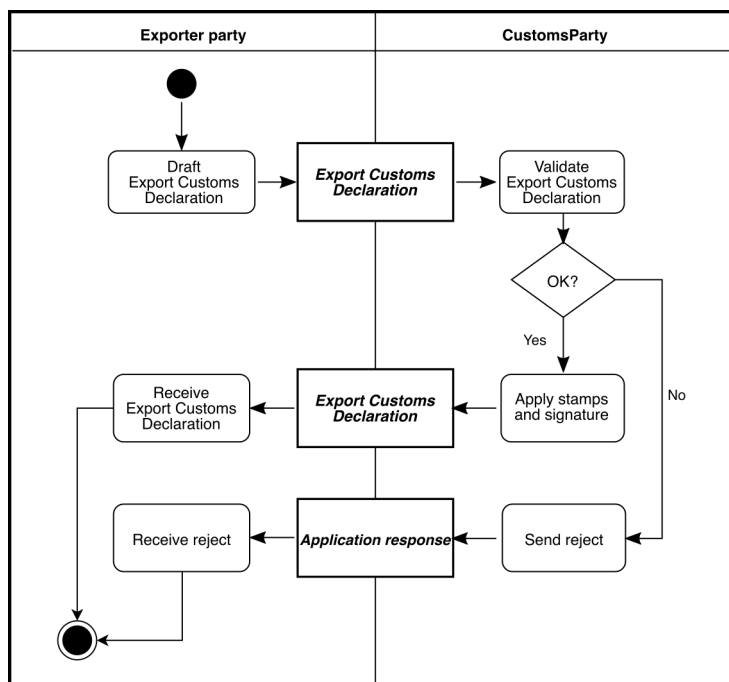 Exporter party
CustomsParty
Draft
Export Customs
Declaration
Export Customs
Declaration
Validate
Export Customs
Declaration
OK?
Yes
No
Receive
Export Customs
Declaration
Export Customs
Declaration
Apply stamps
and signature
Receive reject
Application response
Send reject